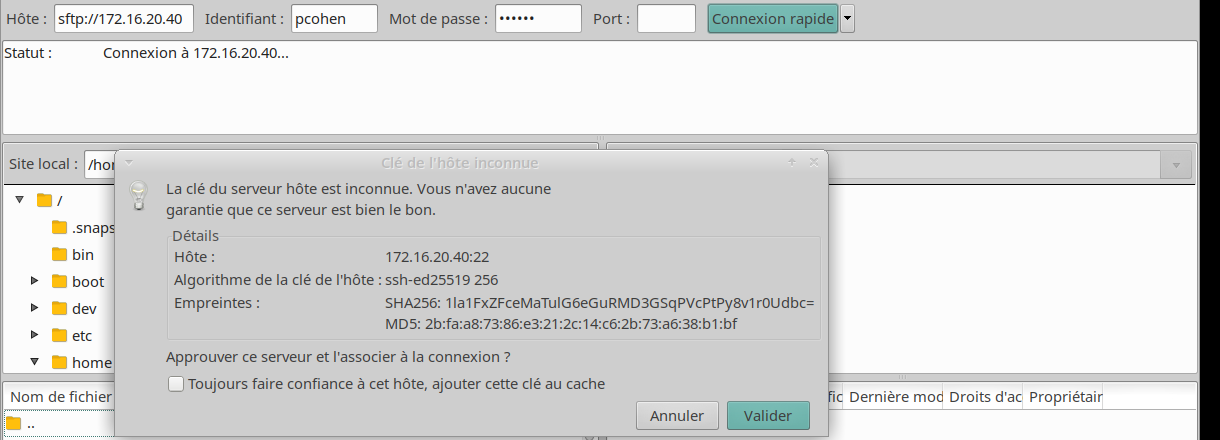 Hôte : sftp://172.16.20.40 Identifiant : pcohen Mot de passe : •••••• Port : Connexion rapide
Statut : Connexion à 172.16.20.40...
Site local : /hor
Clé de l'hôte inconnue
La clé du serveur hôte est inconnue. Vous n'avez aucune
garantie que ce serveur est bien le bon.
Détails
Hôte : 172.16.20.40:22
Algorithme de la clé de l'hôte : ssh-ed25519 256
Empreintes : SHA256: 1la1FxZFceMaTulG6eGuRMD3GSqPVcPtPy8v1r0Udbc=
MD5: 2b:fa:a8:73:86:e3:21:2c:14:c6:2b:73:a6:38:b1:bf
Approuver ce serveur et l'associer à la connexion ?
Toujours faire confiance à cet hôte, ajouter cette clé au cache
Annuler Valider
/
.snaps
bin
boot
dev
etc
home
Nom de fichier
..
fic Dernière mod Droits d'ac Propriétair